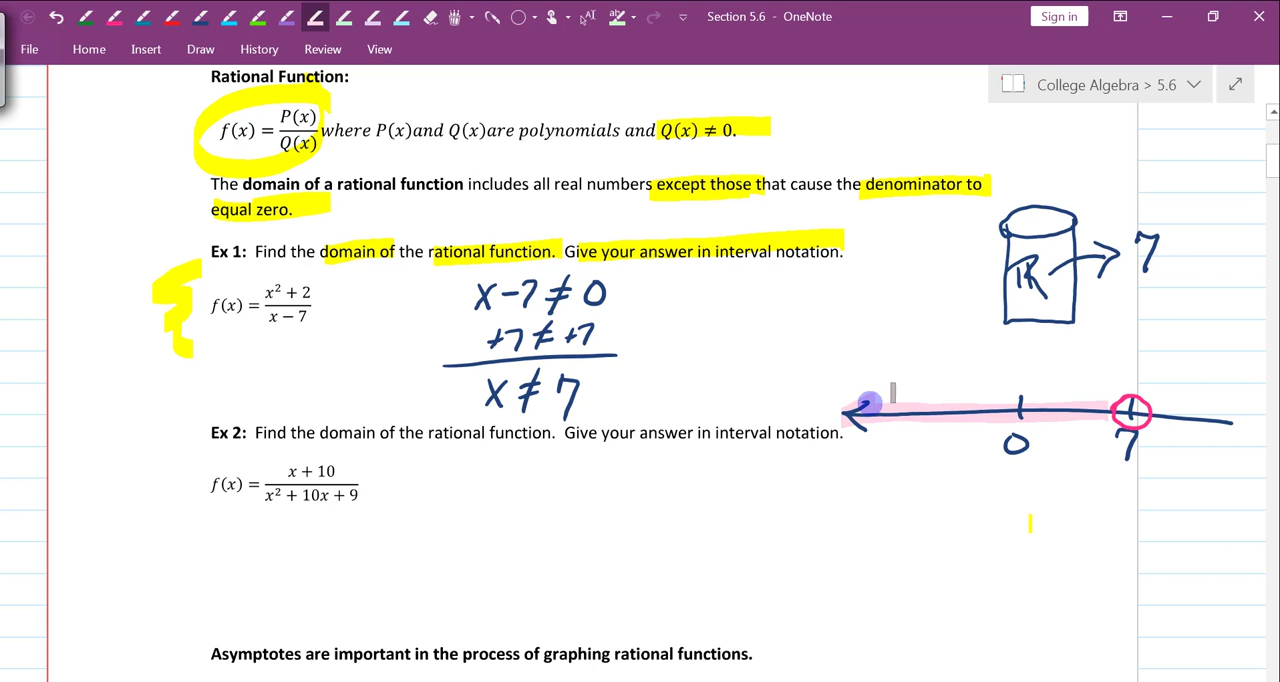 Section 5.6 - OneNote
Sign in
File Home Insert Draw History Review View
College Algebra > 5.6
Rational Function:
f(x) = P(x)/Q(x) where P(x)and Q(x)are polynomials and Q(x) ≠ 0.
The domain of a rational function includes all real numbers except those that cause the denominator to
equal zero.
Ex 1: Find the domain of the rational function. Give your answer in interval notation.
f(x) = x² + 2 / x − 7
x - 7 ≠ 0
+7 ≠ +7
x ≠ 7
ℝ → 7
0 7
Ex 2: Find the domain of the rational function. Give your answer in interval notation.
f(x) = x + 10 / x² + 10x + 9
Asymptotes are important in the process of graphing rational functions.